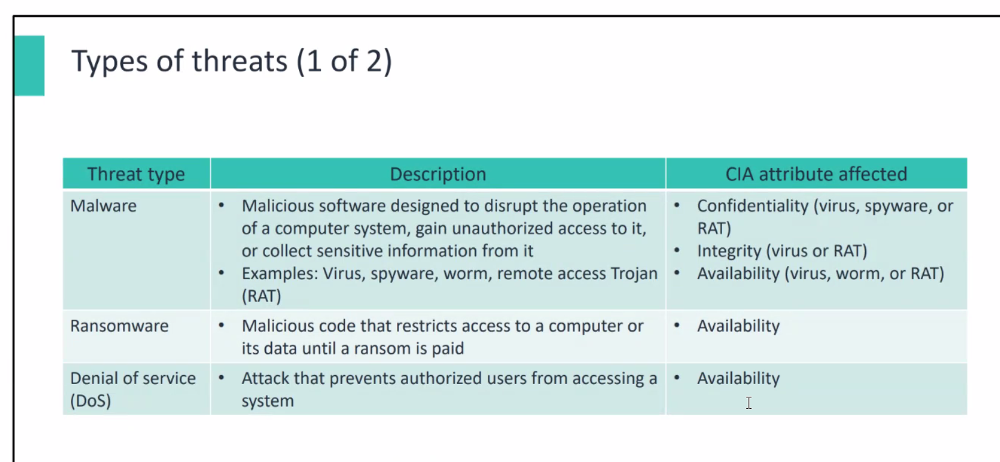 Types of threats (1 of 2)
Threat type
Description
CIA attribute affected
Malware
• Malicious software designed to disrupt the operation
of a computer system, gain unauthorized access to it,
or collect sensitive information from it
• Examples: Virus, spyware, worm, remote access Trojan
(RAT)
• Confidentiality (virus, spyware, or
RAT)
• Integrity (virus or RAT)
• Availability (virus, worm, or RAT)
Ransomware
• Malicious code that restricts access to a computer or
its data until a ransom is paid
• Availability
Denial of service
(DoS)
• Attack that prevents authorized users from accessing a
system
• Availability